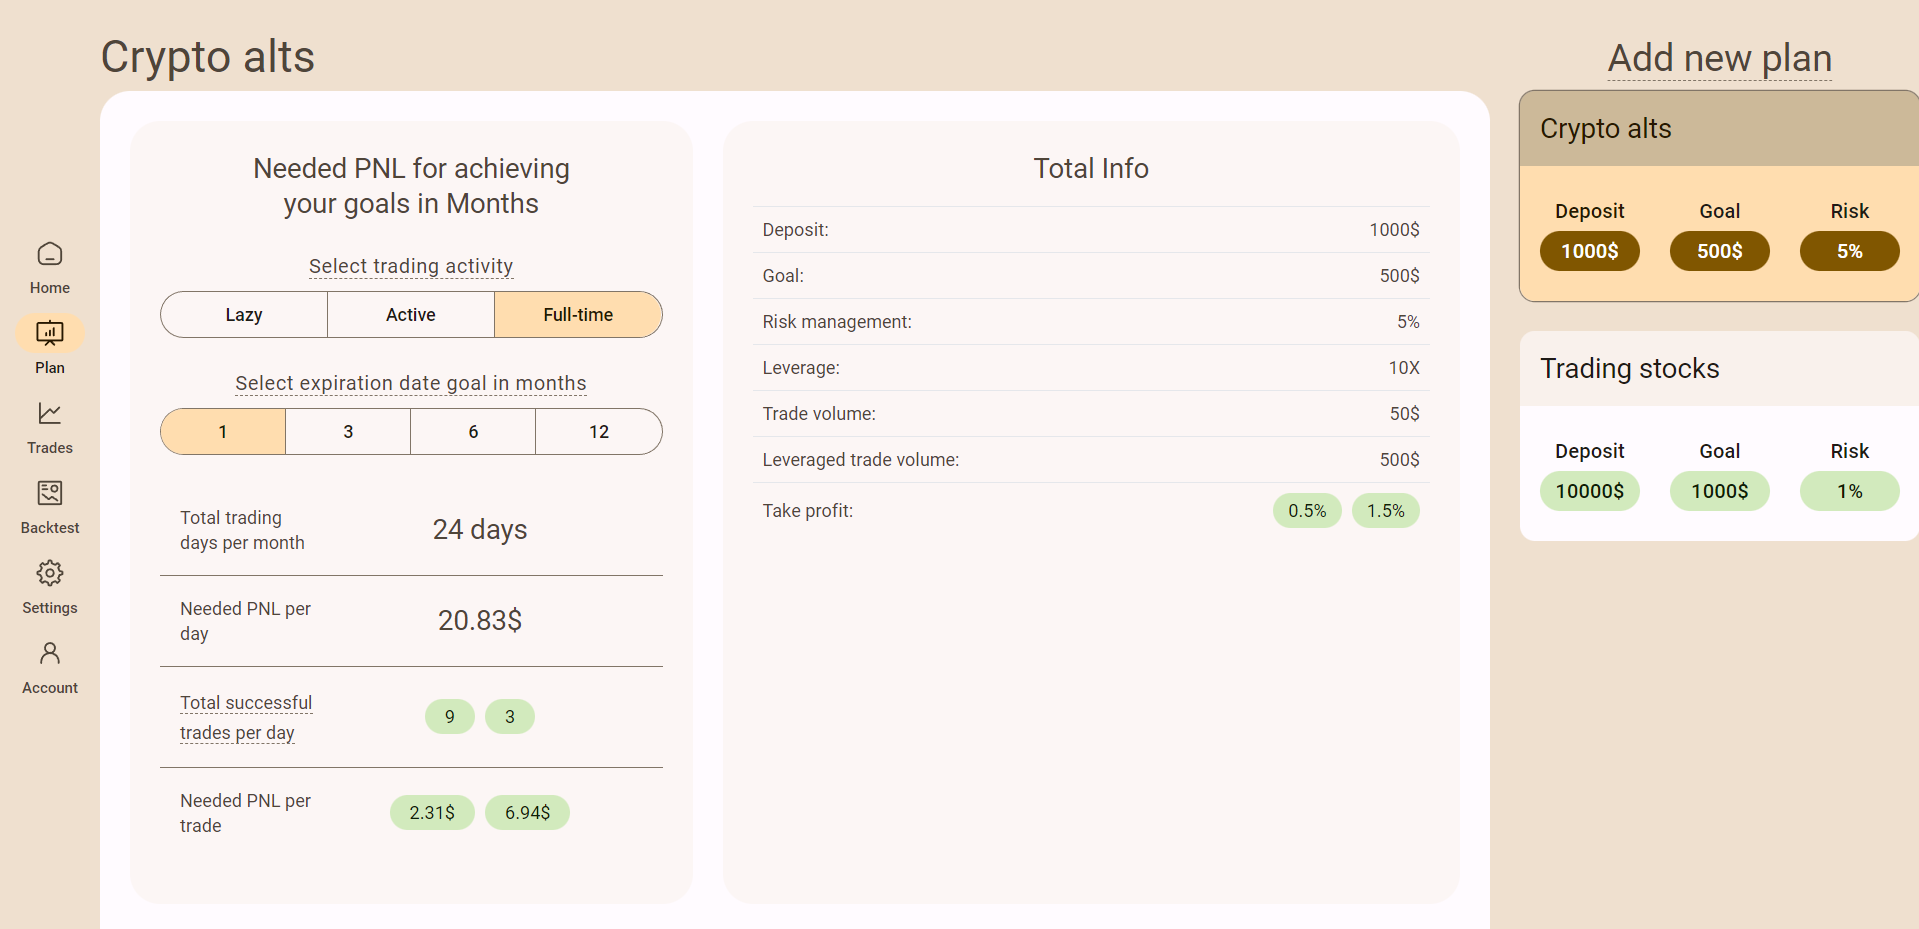 Crypto alts
Add new plan
Home
Plan
Trades
Backtest
Settings
Account
Needed PNL for achieving
your goals in Months
Select trading activity
Lazy Active Full-time
Select expiration date goal in months
1 3 6 12
Total trading
days per month
24 days
Needed PNL per
day
20.83$
Total successful
trades per day
9 3
Needed PNL per
trade
2.31$ 6.94$
Total Info
Deposit: 1000$
Goal: 500$
Risk management: 5%
Leverage: 10X
Trade volume: 50$
Leveraged trade volume: 500$
Take profit: 0.5% 1.5%
Crypto alts
Deposit Goal Risk
1000$ 500$ 5%
Trading stocks
Deposit Goal Risk
10000$ 1000$ 1%